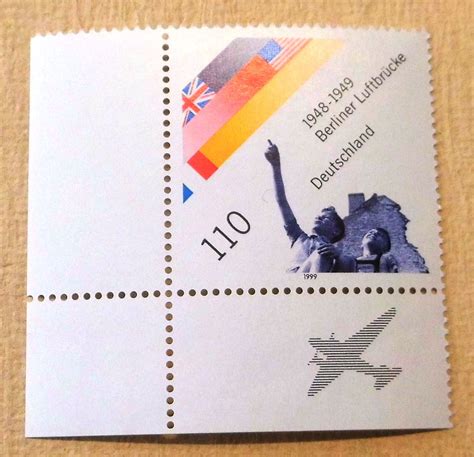 1948-1949
Berliner Luftbrücke
Deutschland
110
1999